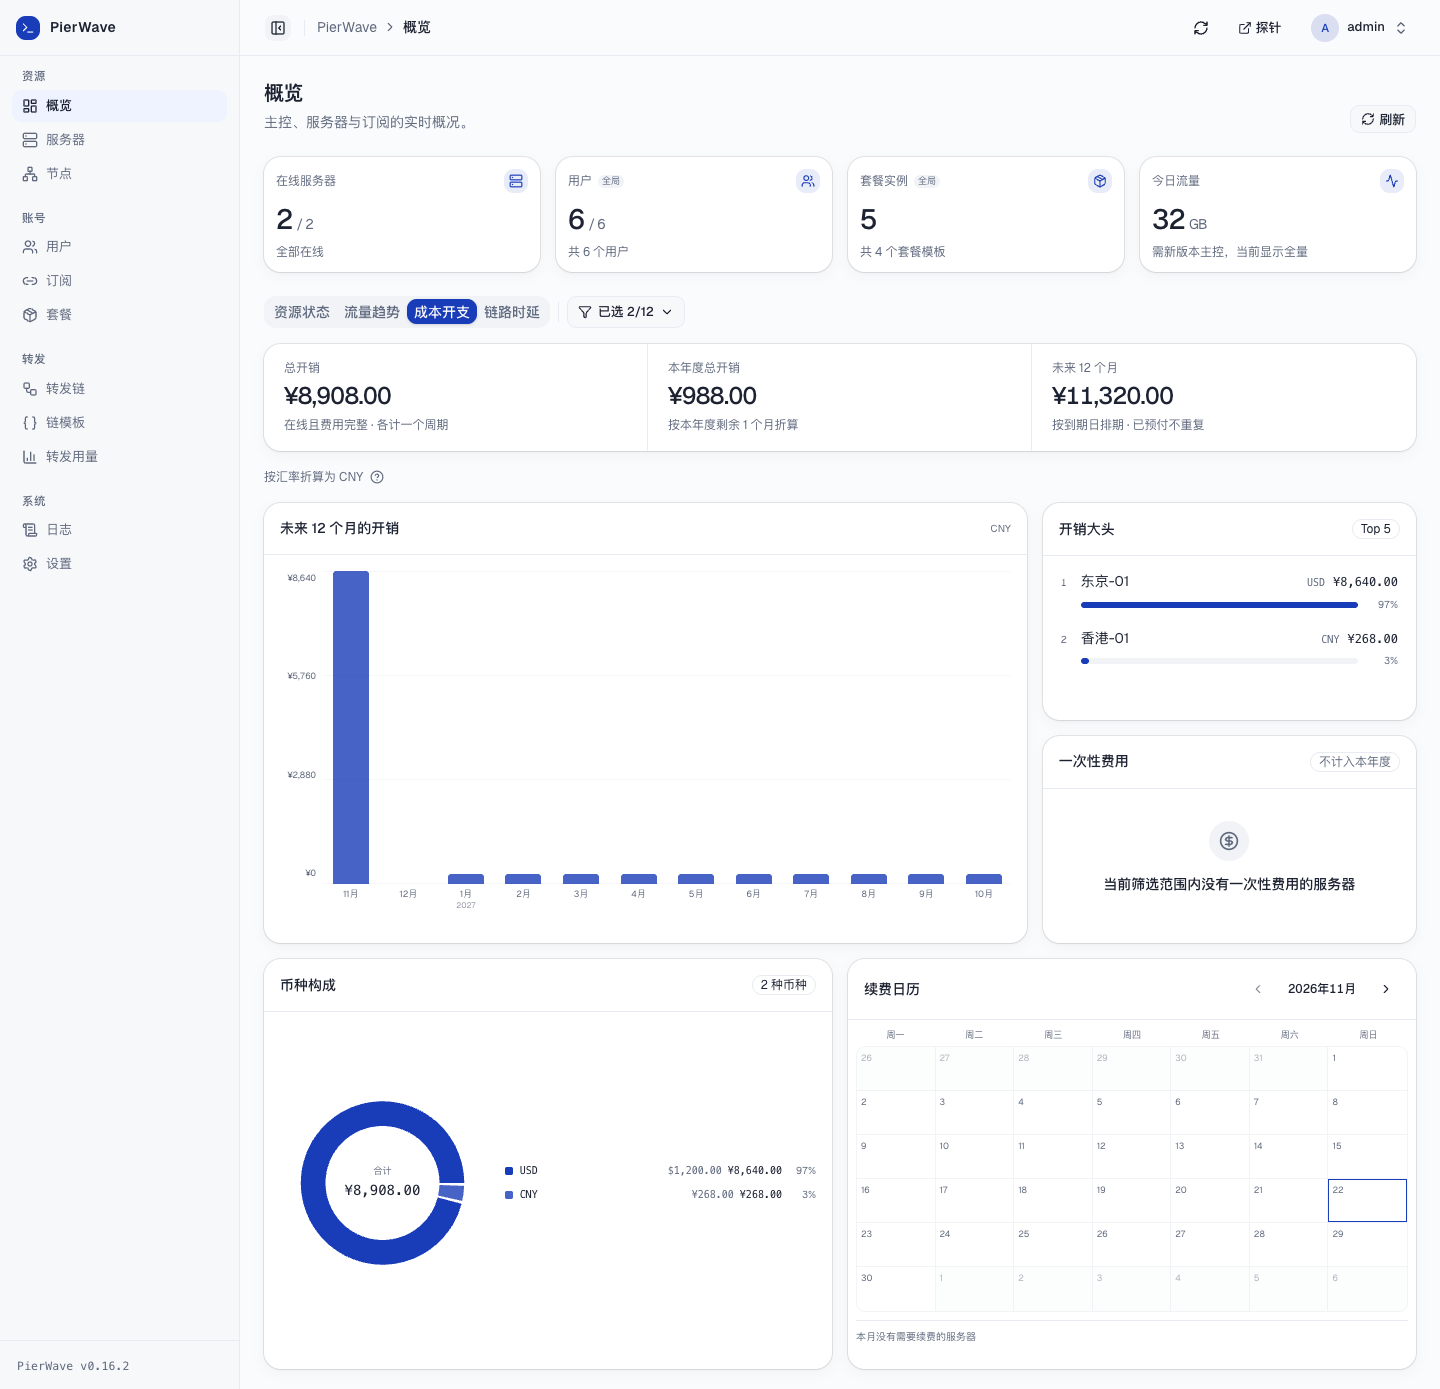 PierWave
PierWave > 概览
探针
A admin
资源
概览
服务器
节点
账号
用户
订阅
套餐
转发
转发链
链模板
转发用量
系统
日志
设置
PierWave v0.16.2
概览
主控、服务器与订阅的实时概况。
刷新
在线服务器
2 / 2
全部在线
用户 全局
6 / 6
共 6 个用户
套餐实例 全局
5
共 4 个套餐模板
今日流量
32 GB
需新版本主控，当前显示全量
资源状态 流量趋势 成本开支 链路时延 已选 2/12
总开销
¥8,908.00
在线且费用完整 · 各计一个周期
本年度总开销
¥988.00
按本年度剩余 1 个月折算
未来 12 个月
¥11,320.00
按到期日排期 · 已预付不重复
按汇率折算为 CNY
未来 12 个月的开销 CNY
¥8,640
¥5,760
¥2,880
¥0
11月 12月 1月 2月 3月 4月 5月 6月 7月 8月 9月 10月
2027
开销大头 Top 5
1 东京-01 USD ¥8,640.00
97%
2 香港-01 CNY ¥268.00
3%
一次性费用 不计入本年度
当前筛选范围内没有一次性费用的服务器
币种构成 2 种币种
合计
¥8,908.00
USD $1,200.00 ¥8,640.00 97%
CNY ¥268.00 ¥268.00 3%
续费日历 2026年11月
周一 周二 周三 周四 周五 周六 周日
26 27 28 29 30 31 1
2 3 4 5 6 7 8
9 10 11 12 13 14 15
16 17 18 19 20 21 22
23 24 25 26 27 28 29
30 1 2 3 4 5 6
本月没有需要续费的服务器